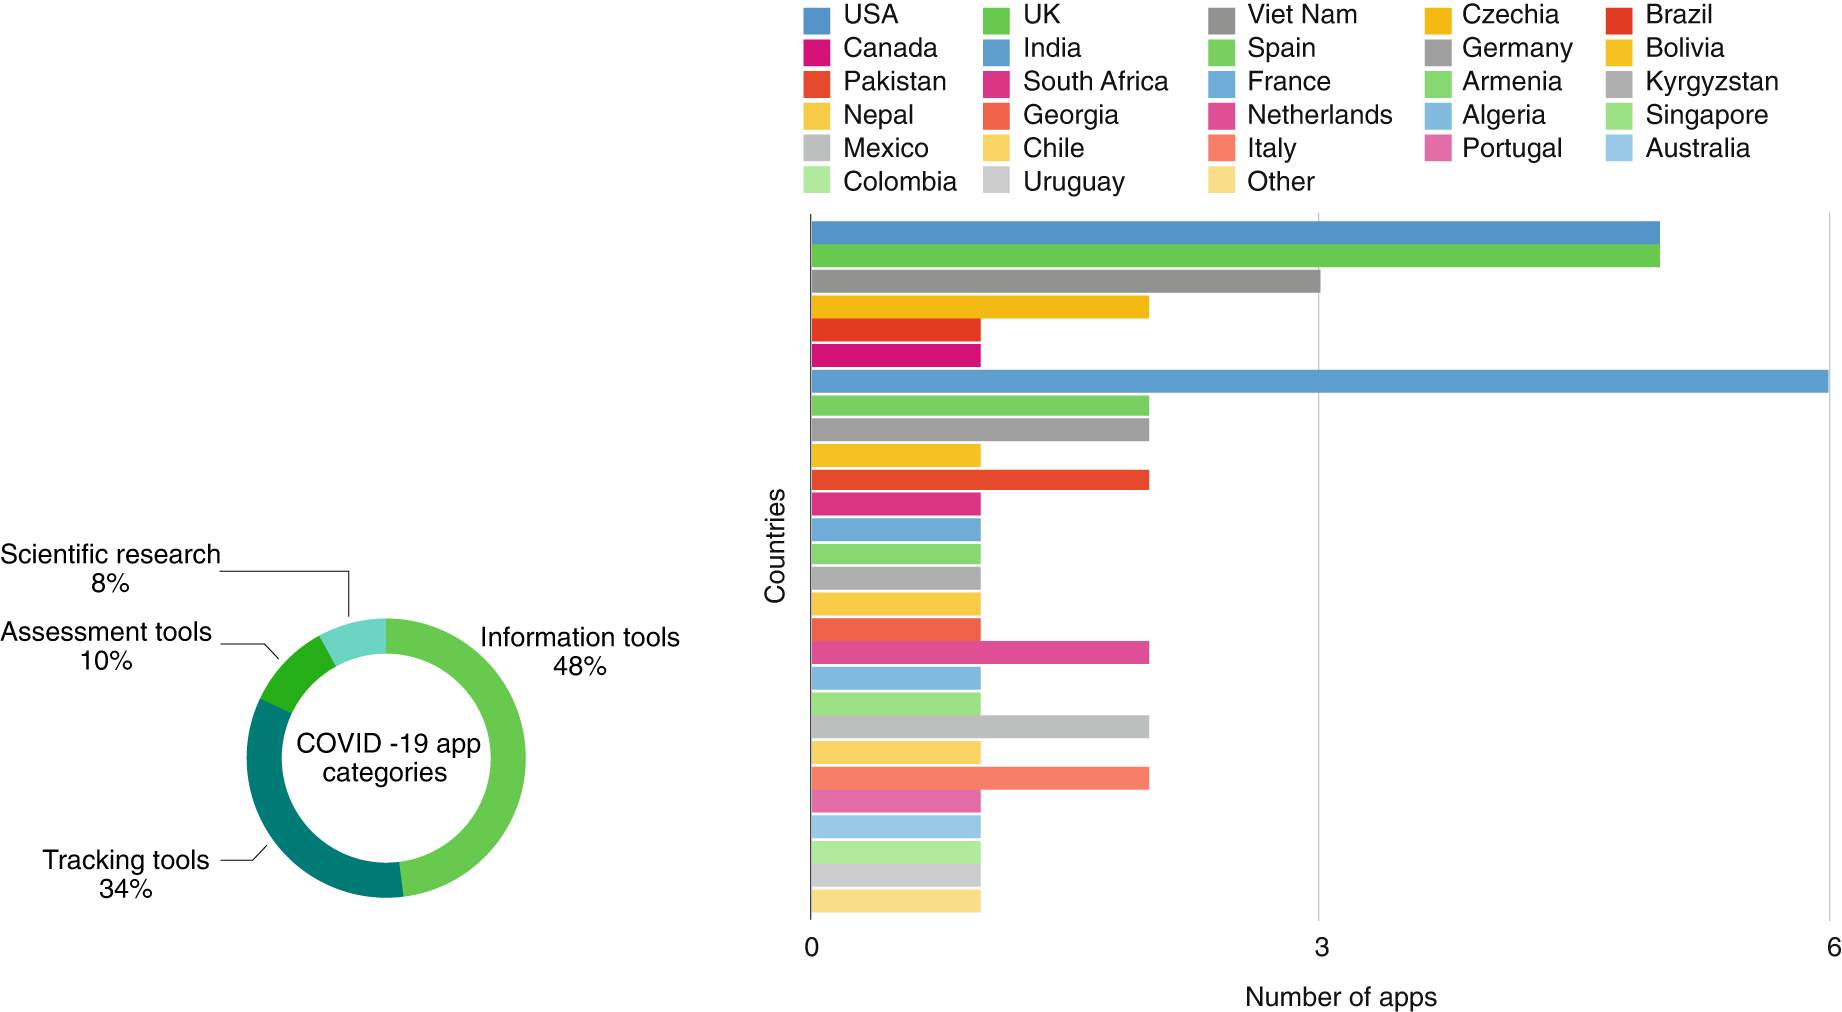 USA
UK
Viet Nam
Czechia
Brazil
Canada
India
Spain
Germany
Bolivia
Pakistan
South Africa
France
Armenia
Kyrgyzstan
Nepal
Georgia
Netherlands
Algeria
Singapore
Mexico
Chile
Italy
Portugal
Australia
Colombia
Uruguay
Other
Scientific research
8%
Assessment tools
10%
Information tools
48%
COVID -19 app
categories
Tracking tools
34%
Countries
0
3
6
Number of apps